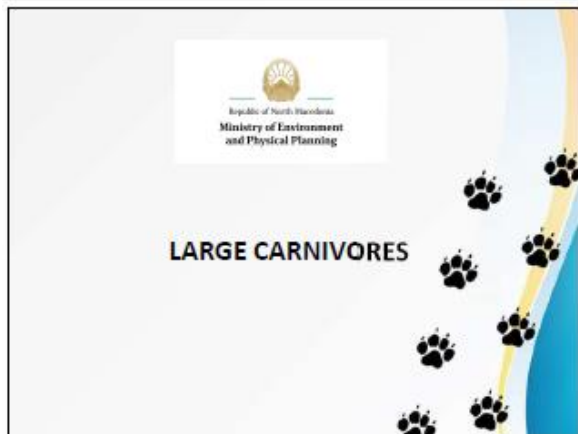 Republic of North Macedonia
Ministry of Environment
and Physical Planning
LARGE CARNIVORES